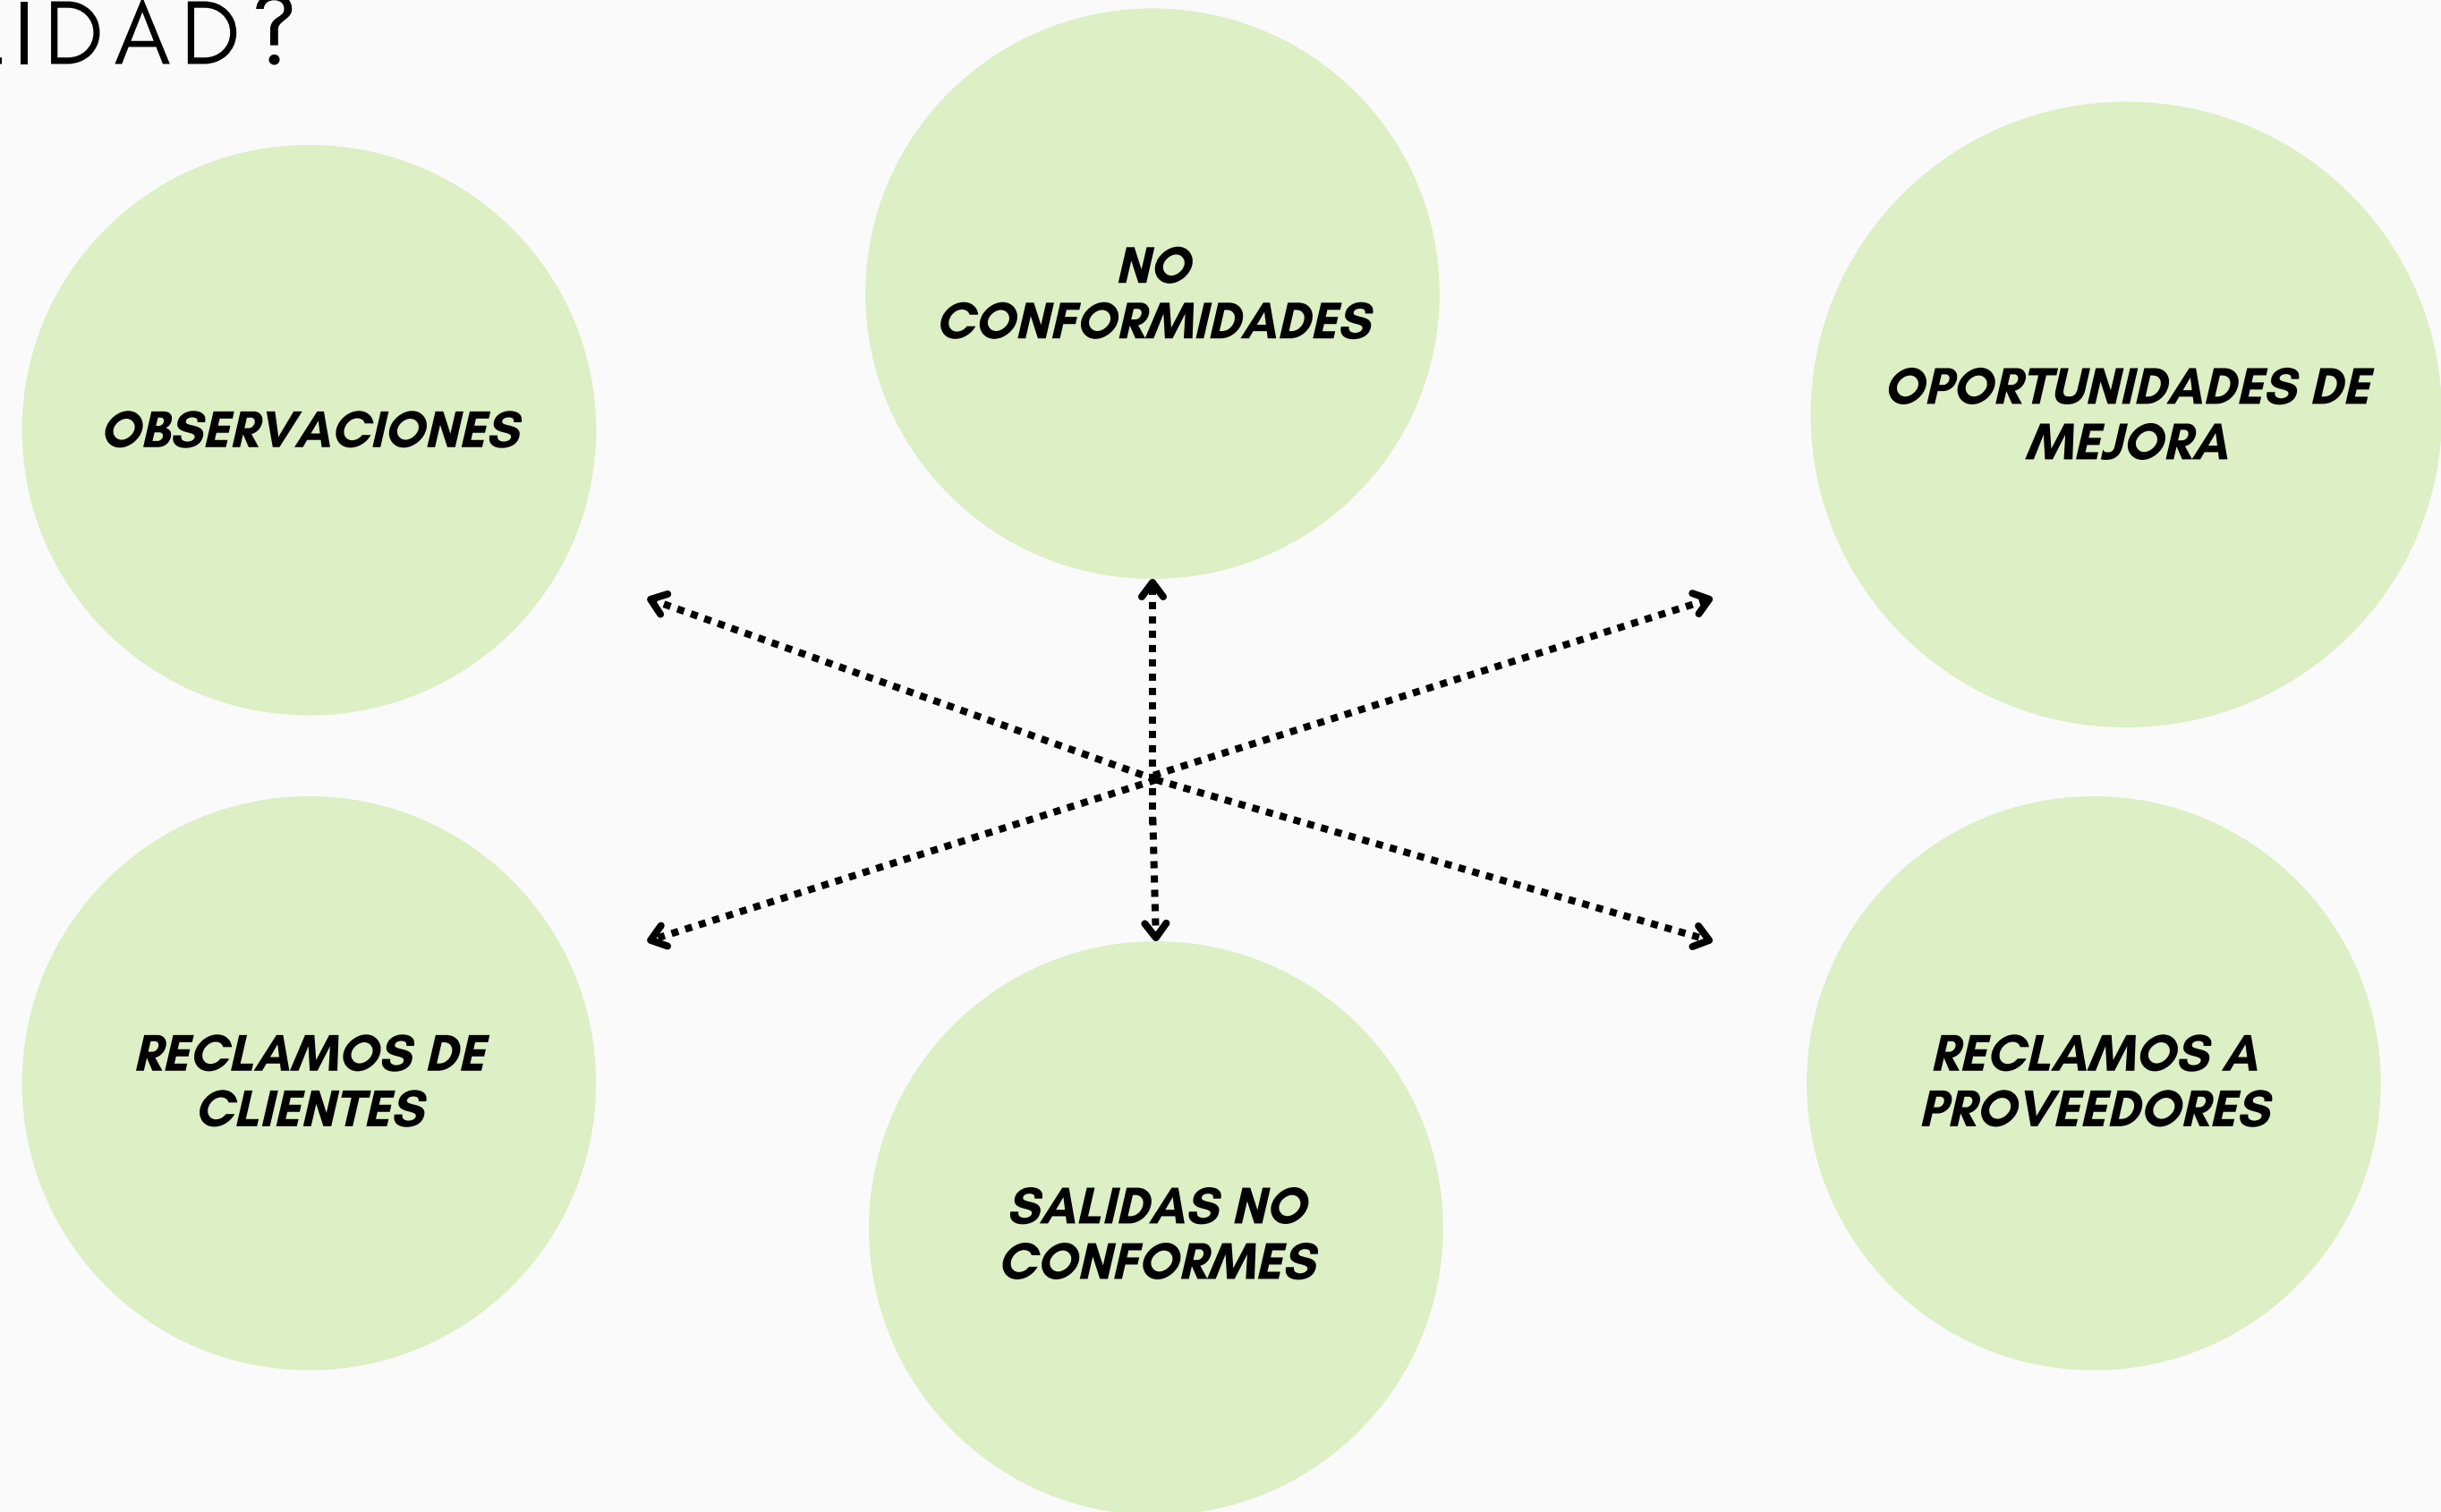 LIDAD?
NO
CONFORMIDADES
OBSERVACIONES
OPORTUNIDADES DE
MEJORA
RECLAMOS DE
CLIENTES
SALIDAS NO
CONFORMES
RECLAMOS A
PROVEEDORES